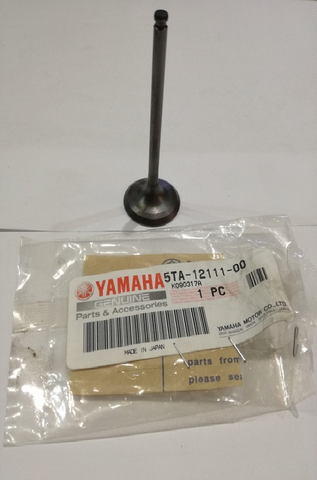 YAMAHA
GENUINE
Parts & Accessories
5TA-12111-00
K090317A
1 PC
MADE IN JAPAN
YAMAHA MOTOR CO.,LTD.
parts from
please se